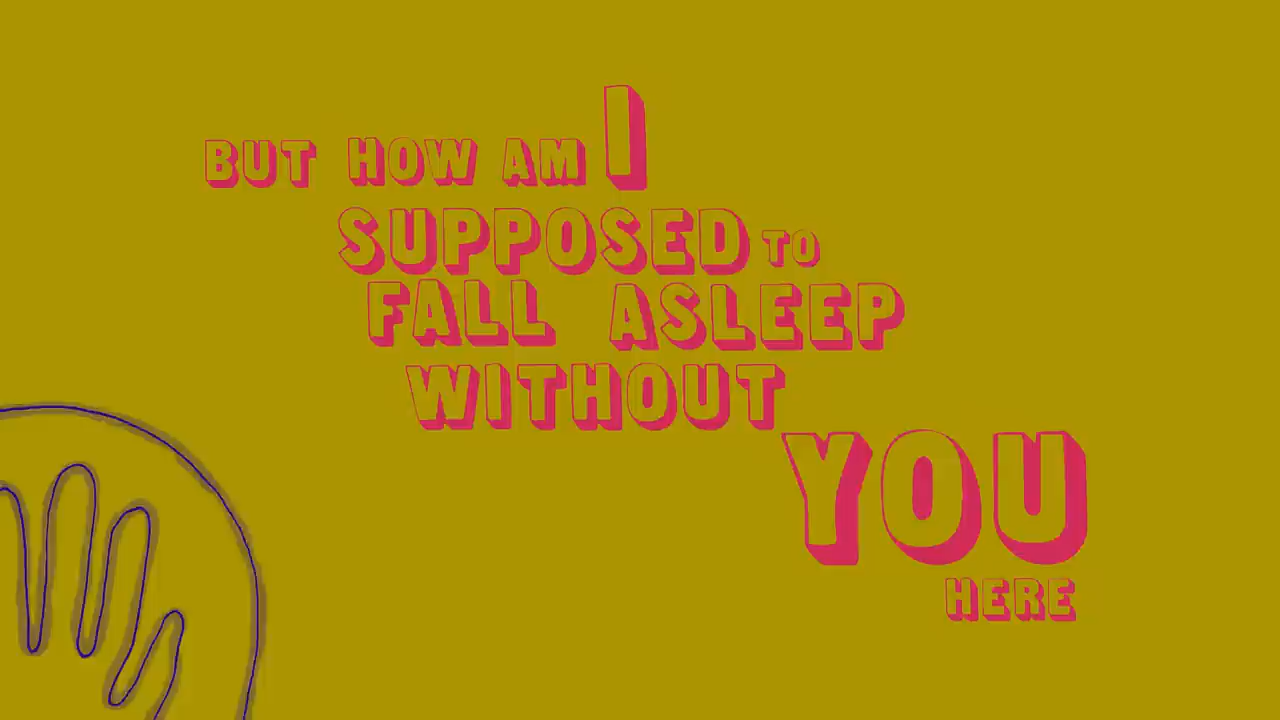 BUT HOW AM I
SUPPOSED TO
FALL ASLEEP
WITHOUT
YOU
HERE